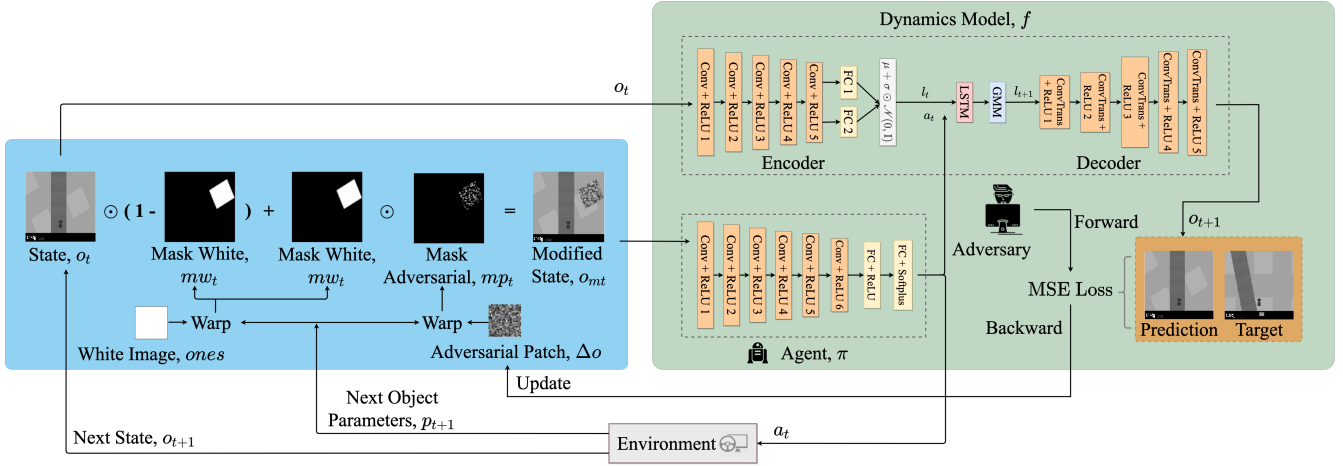 Dynamics Model, f
o_t
Conv + ReLU 1
Conv + ReLU 2
Conv + ReLU 3
Conv + ReLU 4
Conv + ReLU 5
FC 1
FC 2
μ + σ ⊙ 𝒩(0, I)
l_t
a_t
LSTM
GMM
l_{t+1}
ConvTrans
+ ReLU 1
ConvTrans +
ReLU 2
ConvTrans +
ReLU 3
ConvTrans + ReLU 4
ConvTrans + ReLU 5
Encoder
Decoder
⊙ ( 1 - ) + ⊙ =
State, o_t
Mask White,
mw_t
Mask White,
mw_t
Mask
Adversarial, mp_t
Modified
State, o_{mt}
Warp
Warp
White Image, ones
Adversarial Patch, Δo
Conv + ReLU 1
Conv + ReLU 2
Conv + ReLU 3
Conv + ReLU 4
Conv + ReLU 5
Conv + ReLU 6
FC + ReLU
FC + Softplus
Agent, π
Adversary
Forward
o_{t+1}
MSE Loss
Backward
Prediction
Target
Update
Next Object
Parameters, p_{t+1}
Next State, o_{t+1}
Environment
a_t